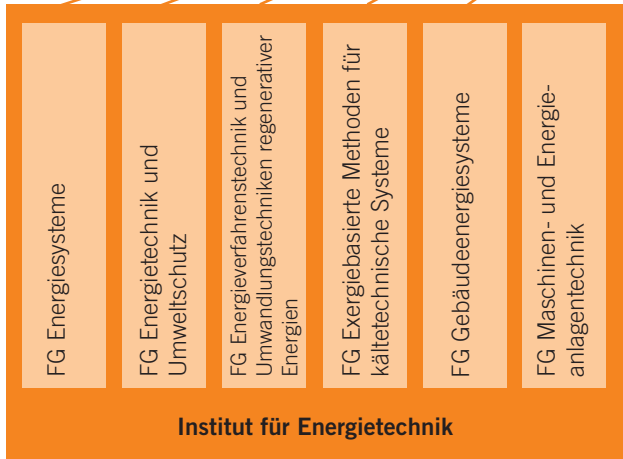 FG Energiesysteme
FG Energietechnik und
Umweltschutz
FG Energieverfahrenstechnik und
Umwandlungstechniken regenerativer
Energien
FG Exergiebasierte Methoden für
kältetechnische Systeme
FG Gebäudeenergiesysteme
FG Maschinen- und Energie-
anlagentechnik
Institut für Energietechnik